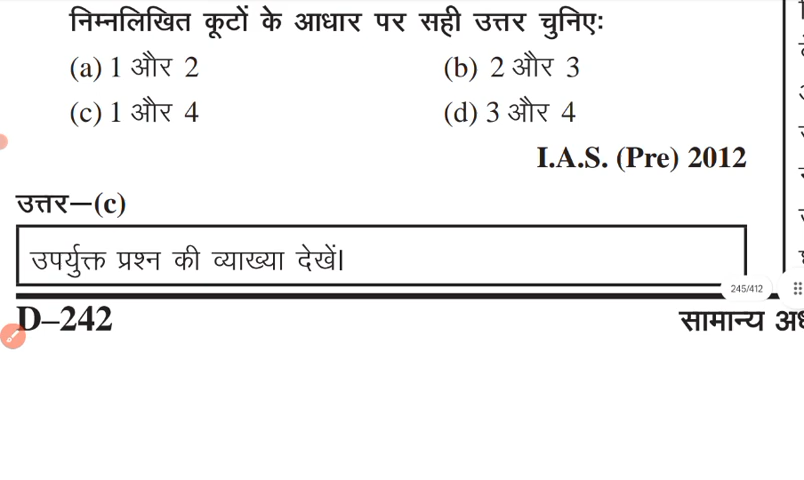 निम्नलिखित कूटों के आधार पर सही उत्तर चुनिए:
(a) 1 और 2 (b) 2 और 3
(c) 1 और 4 (d) 3 और 4
I.A.S. (Pre) 2012
उत्तर—(c)
उपर्युक्त प्रश्न की व्याख्या देखें।
245/412
D–242 सामान्य